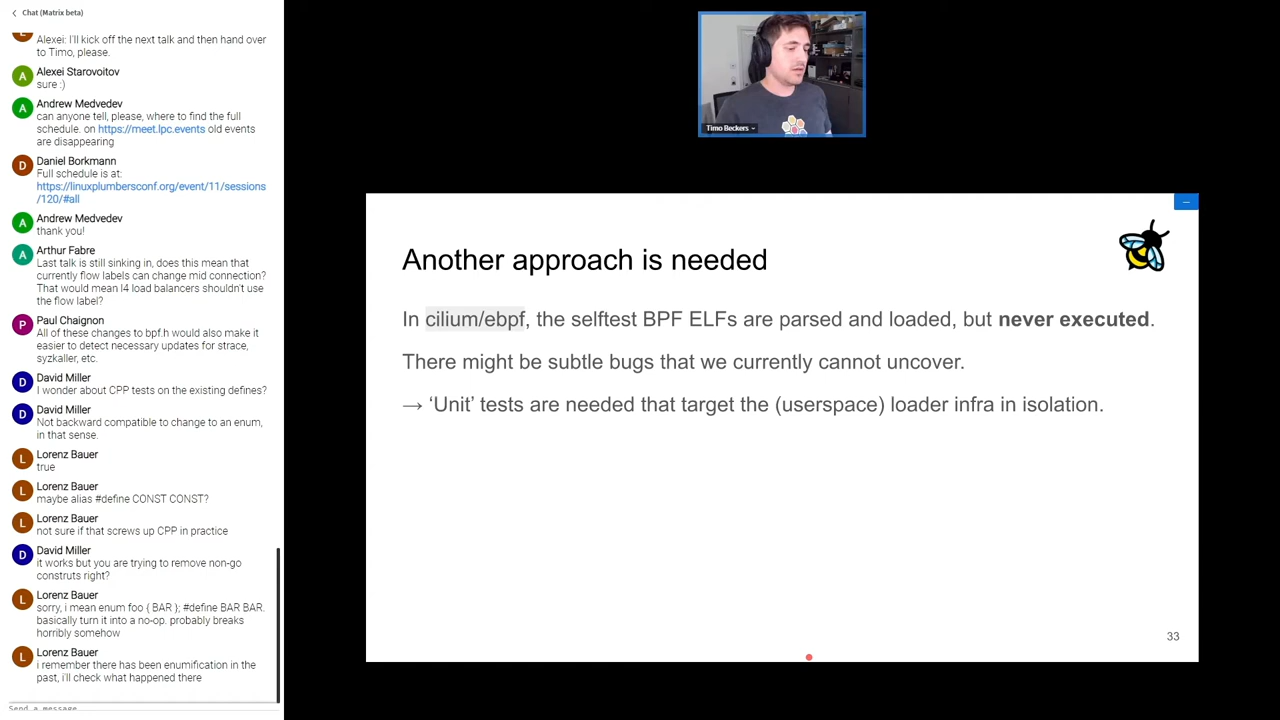 Chat (Matrix beta)
Alexei: I'll kick off the next talk and then hand over
to Timo, please.
Alexei Starovoitov
sure :)
Andrew Medvedev
can anyone tell, please, where to find the full
schedule. on https://meet.lpc.events old events
are disappearing
Daniel Borkmann
Full schedule is at:
https://linuxplumbersconf.org/event/11/sessions
/120/#all
Andrew Medvedev
thank you!
Arthur Fabre
Last talk is still sinking in, does this mean that
currently flow labels can change mid connection?
That would mean l4 load balancers shouldn't use
the flow label?
Paul Chaignon
All of these changes to bpf.h would also make it
easier to detect necessary updates for strace,
syzkaller, etc.
David Miller
I wonder about CPP tests on the existing defines?
David Miller
Not backward compatible to change to an enum,
in that sense.
Lorenz Bauer
true
Lorenz Bauer
maybe alias #define CONST CONST?
Lorenz Bauer
not sure if that screws up CPP in practice
David Miller
it works but you are trying to remove non-go
construts right?
Lorenz Bauer
sorry, i mean enum foo { BAR }; #define BAR BAR.
basically turn it into a no-op. probably breaks
horribly somehow
Lorenz Bauer
i remember there has been enumification in the
past, i'll check what happened there
Send a message
Timo Beckers
Another approach is needed
In cilium/ebpf, the selftest BPF ELFs are parsed and loaded, but never executed.
There might be subtle bugs that we currently cannot uncover.
→ ‘Unit’ tests are needed that target the (userspace) loader infra in isolation.
33